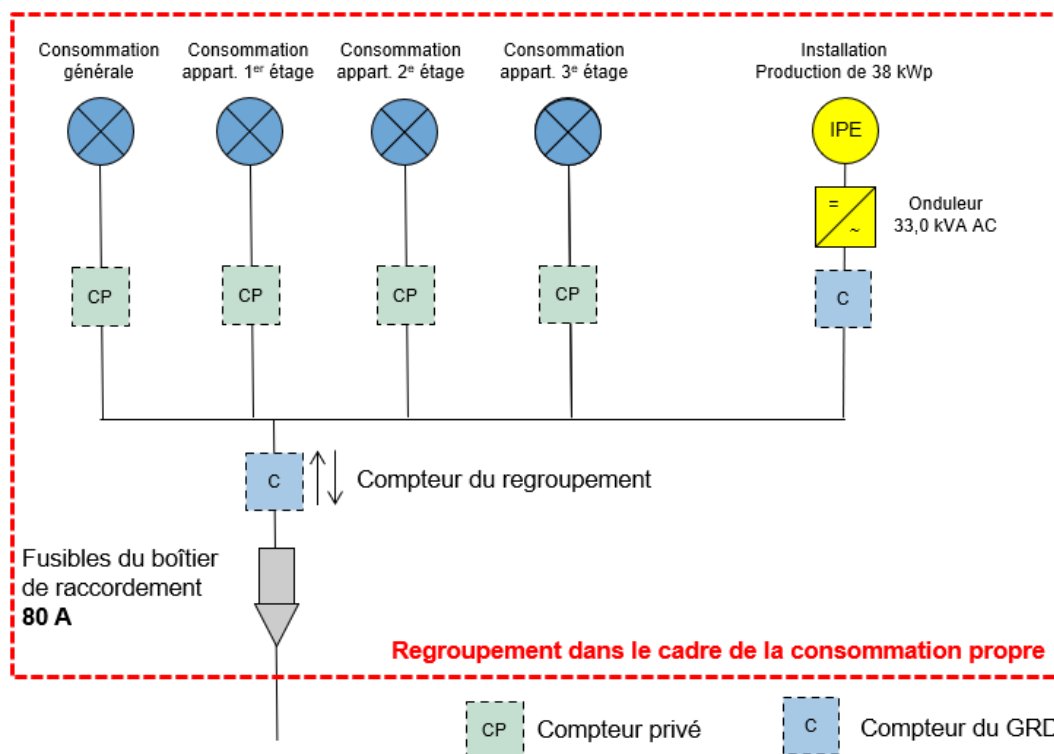 Consommation
générale
Consommation
appart. 1er étage
Consommation
appart. 2e étage
Consommation
appart. 3e étage
Installation
Production de 38 kWp
IPE
=
~
Onduleur
33,0 kVA AC
CP
CP
CP
CP
C
C
Compteur du regroupement
Fusibles du boîtier
de raccordement
80 A
Regroupement dans le cadre de la consommation propre
CP
Compteur privé
C
Compteur du GRD